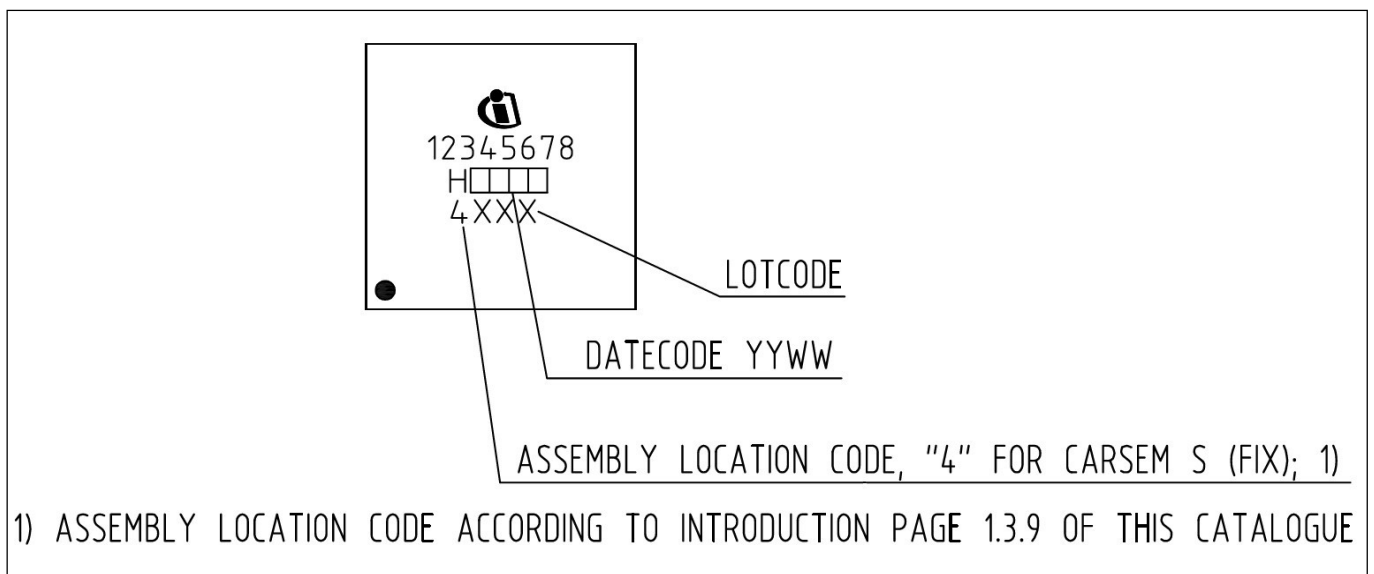 12345678
H□□□□
4XXX
LOTCODE
DATECODE YYWW
ASSEMBLY LOCATION CODE, "4" FOR CARSEM S (FIX); 1)
1) ASSEMBLY LOCATION CODE ACCORDING TO INTRODUCTION PAGE 1.3.9 OF THIS CATALOGUE